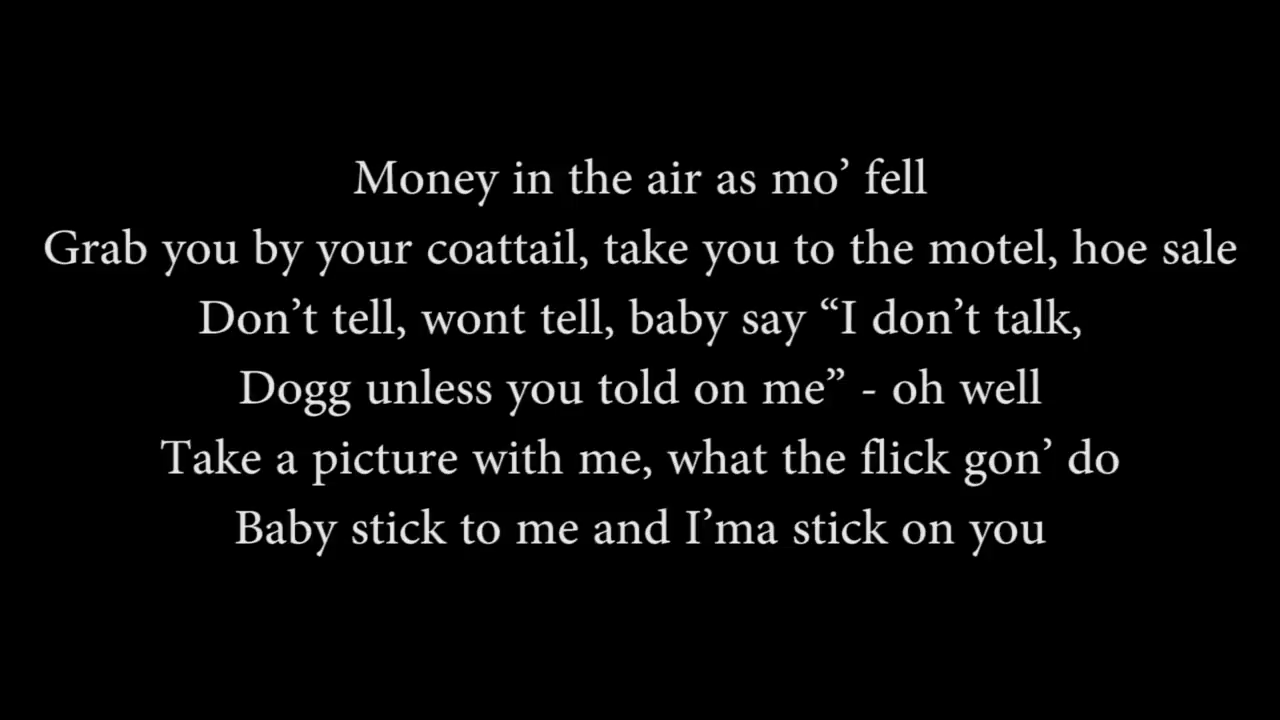 Money in the air as mo’ fell
Grab you by your coattail, take you to the motel, hoe sale
Don’t tell, wont tell, baby say “I don’t talk,
Dogg unless you told on me” - oh well
Take a picture with me, what the flick gon’ do
Baby stick to me and I’ma stick on you